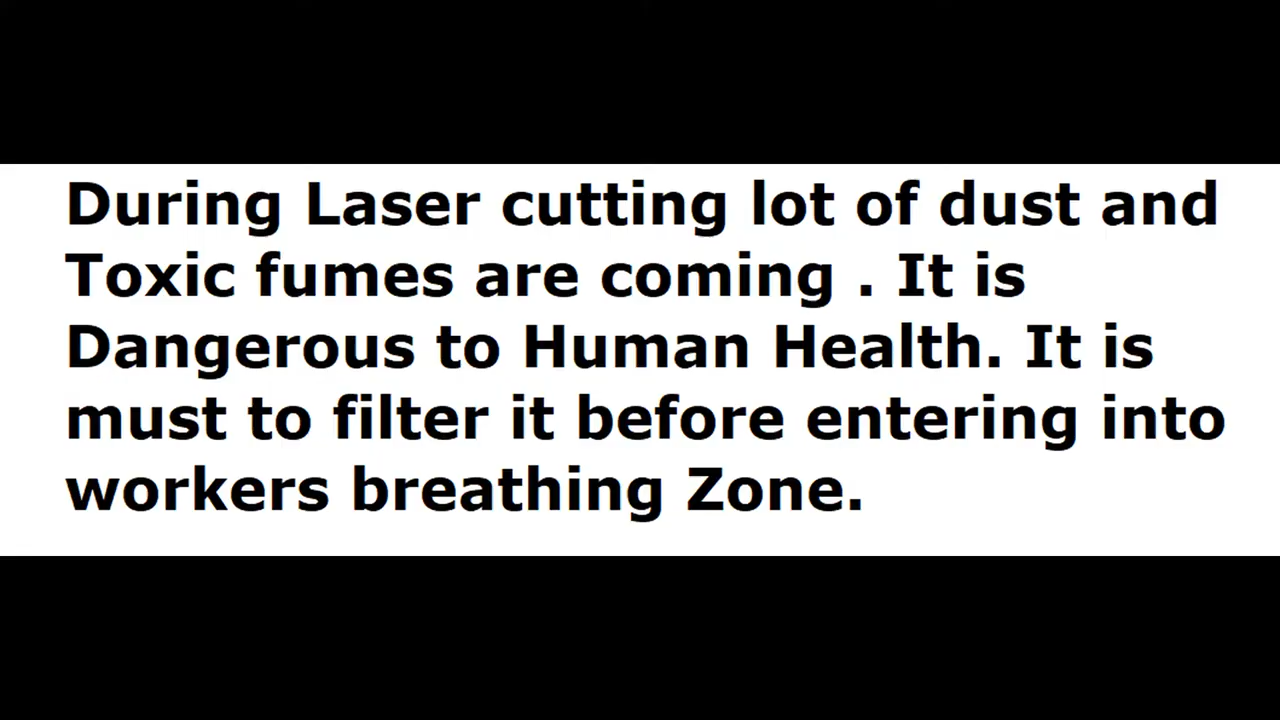 During Laser cutting lot of dust and
Toxic fumes are coming . It is
Dangerous to Human Health. It is
must to filter it before entering into
workers breathing Zone.